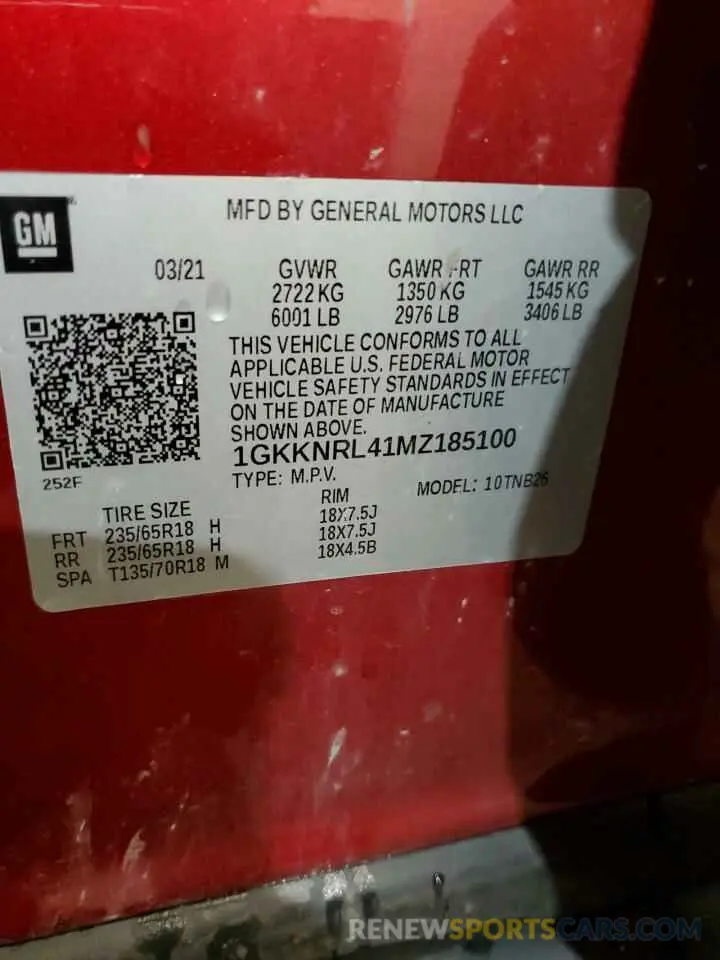 GM
MFD BY GENERAL MOTORS LLC
03/21 GVWR GAWR FRT GAWR RR
2722 KG 1350 KG 1545 KG
6001 LB 2976 LB 3406 LB
THIS VEHICLE CONFORMS TO ALL
APPLICABLE U.S. FEDERAL MOTOR
VEHICLE SAFETY STANDARDS IN EFFECT
ON THE DATE OF MANUFACTURE
SHOWN ABOVE.
1GKKNRL41MZ185100
252F
TYPE: M.P.V. MODEL: 10TNB26
TIRE SIZE RIM
FRT 235/65R18 H 18X7.5J
RR 235/65R18 H 18X7.5J
SPA T135/70R18 M 18X4.5B
RENEWSPORTSCARS.COM